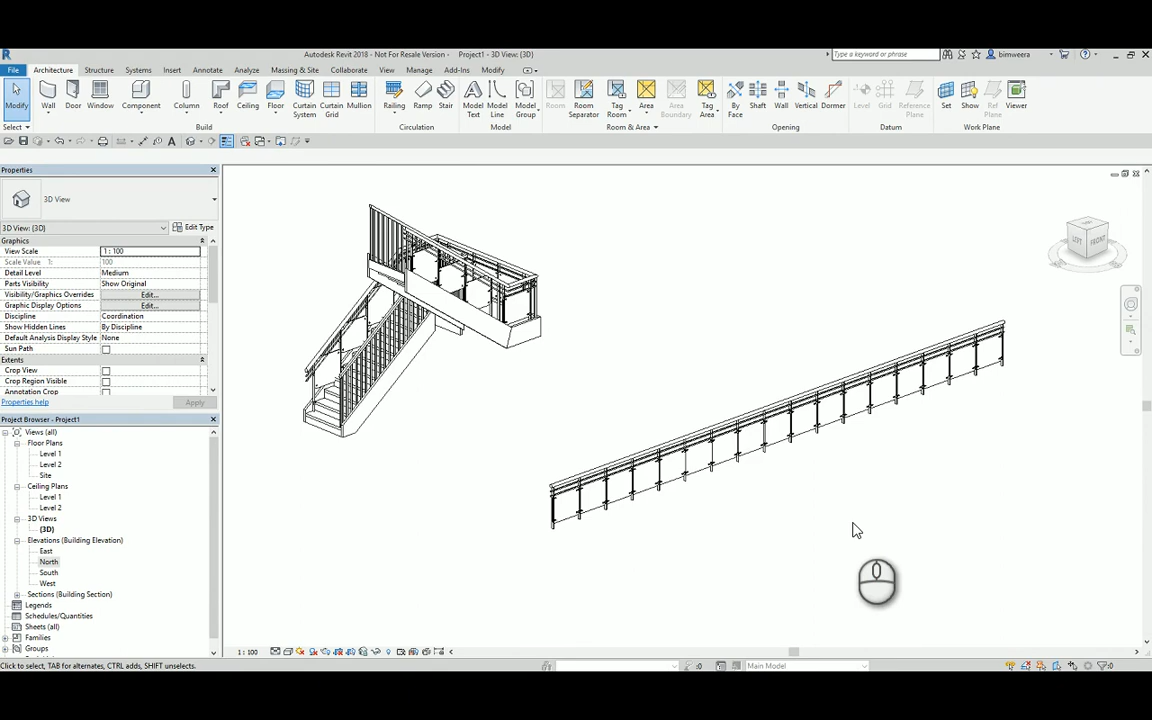 Autodesk Revit 2018 - Not For Resale Version - Project1 - 3D View: {3D}
Type a keyword or phrase
bimweera
File Architecture Structure Systems Insert Annotate Analyze Massing & Site Collaborate View Manage Add-Ins Modify
Modify Wall Door Window Component Column Roof Ceiling Floor Curtain System Curtain Grid Mullion Railing Ramp Stair Model Text Model Line Model Group Room Room Separator Tag Room Area Area Boundary Tag Area By Face Shaft Wall Vertical Dormer Level Grid Reference Plane Set Show Ref Plane Viewer
Select Build Circulation Model Room & Area Opening Datum Work Plane
Properties
3D View
3D View: {3D} Edit Type
Graphics
View Scale 1 : 100
Scale Value 1: 100
Detail Level Medium
Parts Visibility Show Original
Visibility/Graphics Overrides Edit...
Graphic Display Options Edit...
Discipline Coordination
Show Hidden Lines By Discipline
Default Analysis Display Style None
Sun Path
Extents
Crop View
Crop Region Visible
Annotation Crop
Properties help Apply
Project Browser - Project1
Views (all)
Floor Plans
Level 1
Level 2
Site
Ceiling Plans
Level 1
Level 2
3D Views
{3D}
Elevations (Building Elevation)
East
North
South
West
Sections (Building Section)
Legends
Schedules/Quantities
Sheets (all)
Families
Groups
LEFT FRONT
1 : 100
Click to select, TAB for alternates, CTRL adds, SHIFT unselects.
:0 Main Model :0